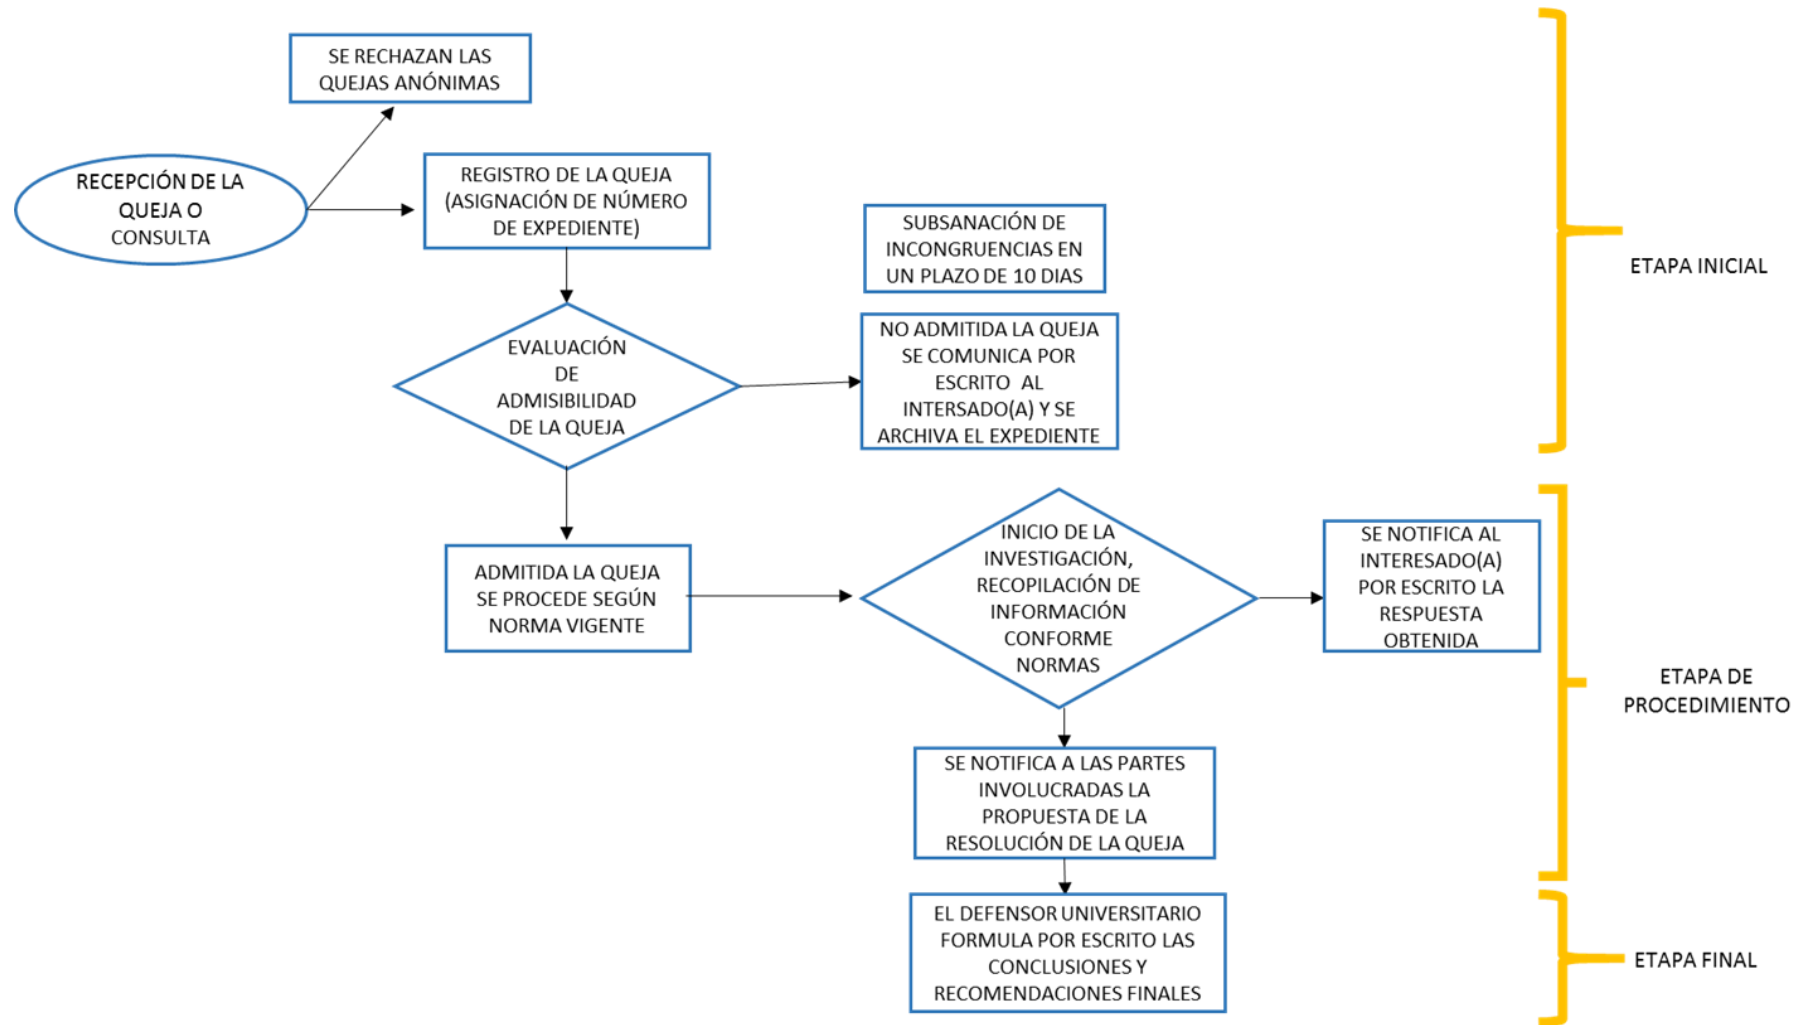 SE RECHAZAN LAS
QUEJAS ANÓNIMAS
RECEPCIÓN DE LA
QUEJA O
CONSULTA
REGISTRO DE LA QUEJA
(ASIGNACIÓN DE NÚMERO
DE EXPEDIENTE)
SUBSANACIÓN DE
INCONGRUENCIAS EN
UN PLAZO DE 10 DIAS
ETAPA INICIAL
EVALUACIÓN
DE
ADMISIBILIDAD
DE LA QUEJA
NO ADMITIDA LA QUEJA
SE COMUNICA POR
ESCRITO AL
INTERSADO(A) Y SE
ARCHIVA EL EXPEDIENTE
ADMITIDA LA QUEJA
SE PROCEDE SEGÚN
NORMA VIGENTE
INICIO DE LA
INVESTIGACIÓN,
RECOPILACIÓN DE
INFORMACIÓN
CONFORME
NORMAS
SE NOTIFICA AL
INTERESADO(A)
POR ESCRITO LA
RESPUESTA
OBTENIDA
ETAPA DE
PROCEDIMIENTO
SE NOTIFICA A LAS PARTES
INVOLUCRADAS LA
PROPUESTA DE LA
RESOLUCIÓN DE LA QUEJA
EL DEFENSOR UNIVERSITARIO
FORMULA POR ESCRITO LAS
CONCLUSIONES Y
RECOMENDACIONES FINALES
ETAPA FINAL